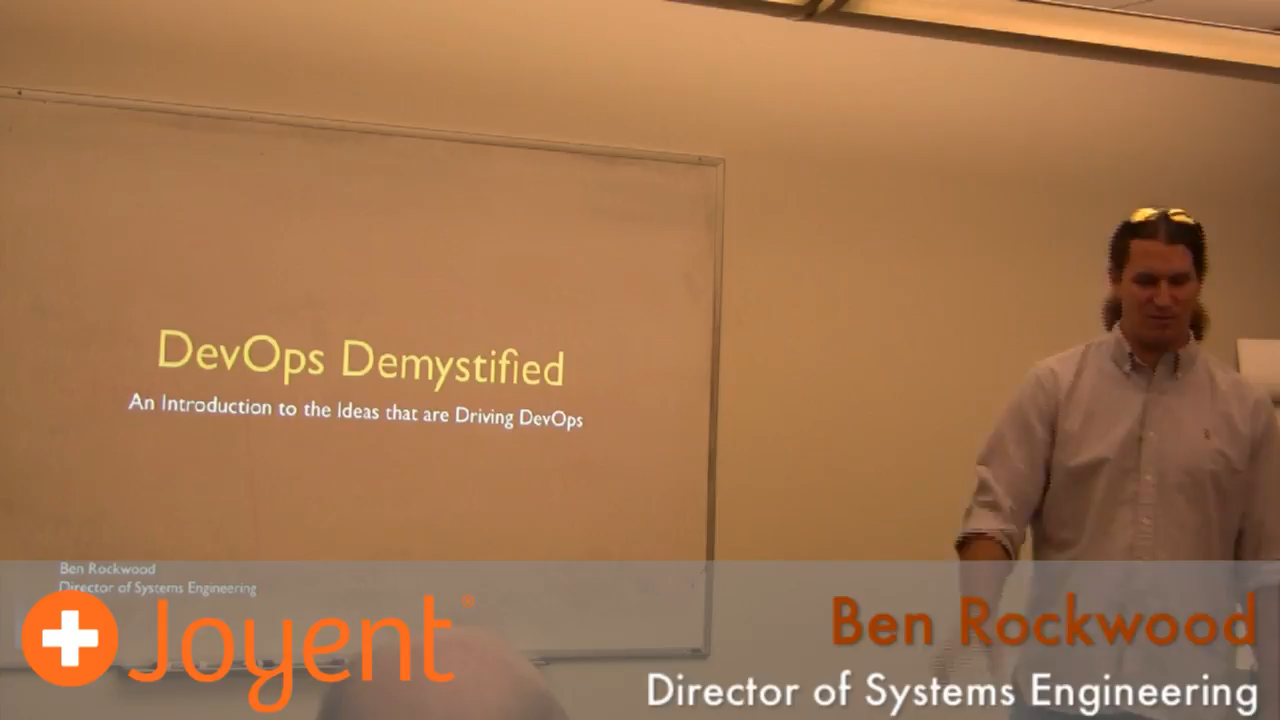 DevOps Demystified
An Introduction to the Ideas that are Driving DevOps
Ben Rockwood
Director of Systems Engineering
Joyent®
Ben Rockwood
Director of Systems Engineering